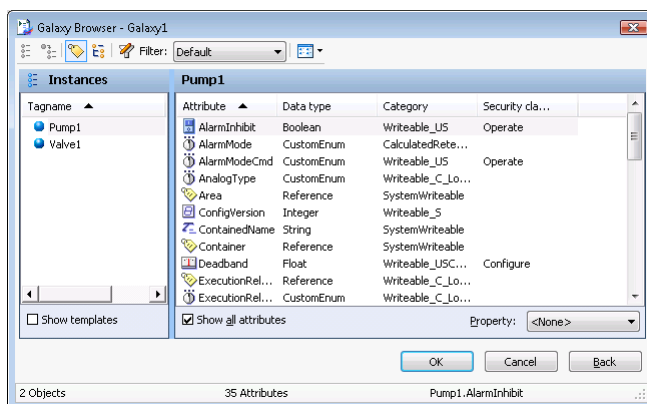 Galaxy Browser - Galaxy1
Filter: Default
Instances
Pump1
Tagname
Attribute Data type Category Security cla...
Pump1
Valve1
AlarmInhibit Boolean Writeable_US Operate
AlarmMode CustomEnum CalculatedRete...
AlarmModeCmd CustomEnum Writeable_US Operate
AnalogType CustomEnum Writeable_C_Lo...
Area Reference SystemWriteable
ConfigVersion Integer Writeable_S
ContainedName String SystemWriteable
Container Reference SystemWriteable
Deadband Float Writeable_USC... Configure
ExecutionRel... Reference Writeable_C_Lo...
ExecutionRel... CustomEnum Writeable_C_Lo...
Show templates
Show all attributes
Property: <None>
OK Cancel Back
2 Objects 35 Attributes Pump1.AlarmInhibit